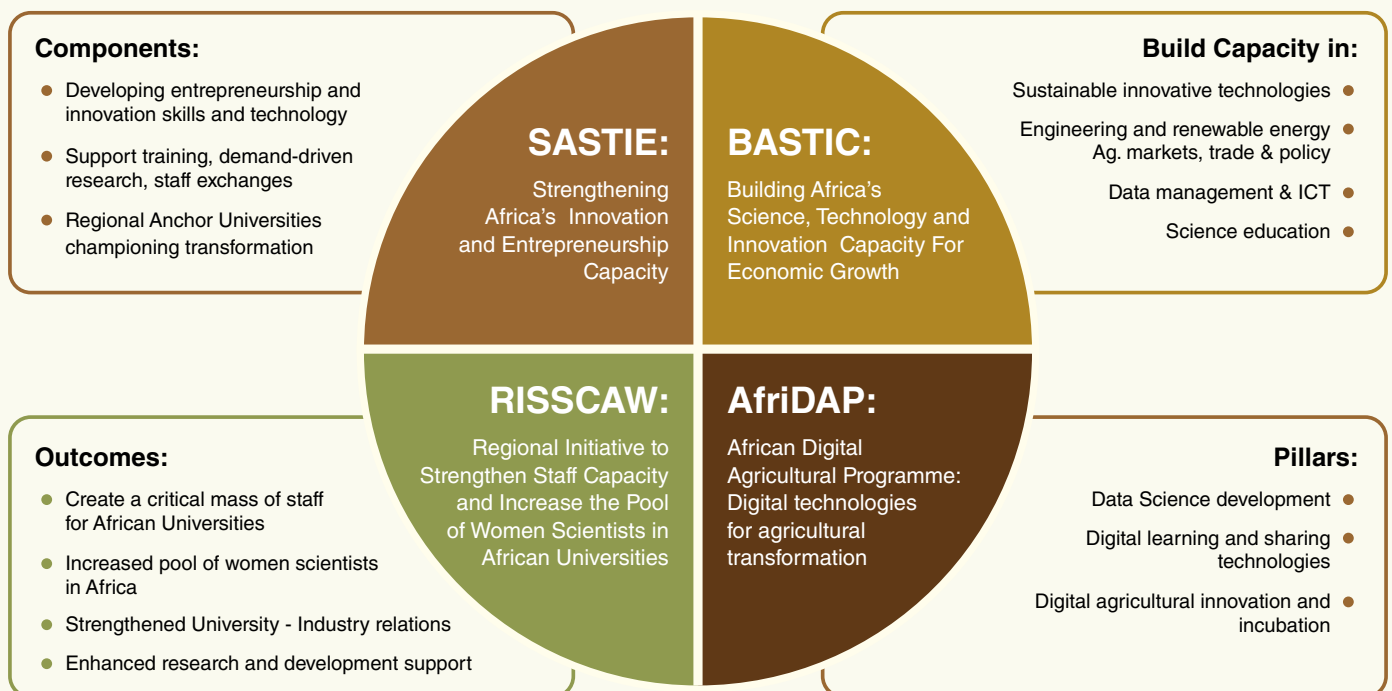 Components:
Developing entrepreneurship and
innovation skills and technology
Support training, demand-driven
research, staff exchanges
Regional Anchor Universities
championing transformation
SASTIE:
Strengthening
Africa's Innovation
and Entrepreneurship
Capacity
BASTIC:
Building Africa's
Science, Technology and
Innovation Capacity For
Economic Growth
Build Capacity in:
Sustainable innovative technologies
Engineering and renewable energy
Ag. markets, trade & policy
Data management & ICT
Science education
Outcomes:
Create a critical mass of staff
for African Universities
Increased pool of women scientists
in Africa
Strengthened University - Industry relations
Enhanced research and development support
RISSCAW:
Regional Initiative to
Strengthen Staff Capacity
and Increase the Pool
of Women Scientists in
African Universities
AfriDAP:
African Digital
Agricultural Programme:
Digital technologies
for agricultural
transformation
Pillars:
Data Science development
Digital learning and sharing
technologies
Digital agricultural innovation and
incubation